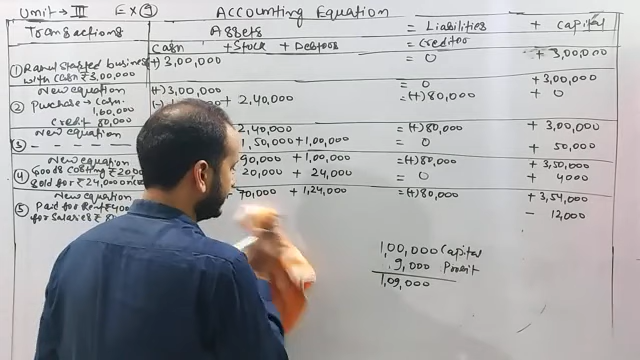 Unit - III Ex 9 Accounting Equation
Transactions Assets = Liabilities + Capital
Cash + Stock + Debtors = creditor
① Rahul started business (+) 3,00,000 = 0 + 3,00,000
with cash ₹ 3,00,000
New equation (+) 3,00,000 = 0 + 3,00,000
② Purchase → Cash + 2,40,000 = (+) 80,000 + 0
1,00,000
credit 80,000
New equation 2,40,000 = (+) 80,000 + 3,00,000
③ - - - - - 1,50,000 + 1,00,000 = 0 + 50,000
New equation 90,000 + 1,00,000 = (+) 80,000 + 3,50,000
④ Goods costing ₹ 2000 20,000 + 24,000 = 0 + 4000
Sold for ₹ 24,000 on
New equation 70,000 + 1,24,000 = (+) 80,000 + 3,54,000
⑤ Paid for Rent ₹ 400 - 12,000
for salaries ₹ 8
1,00,000 Capital
9,000 Profit
1,09,000